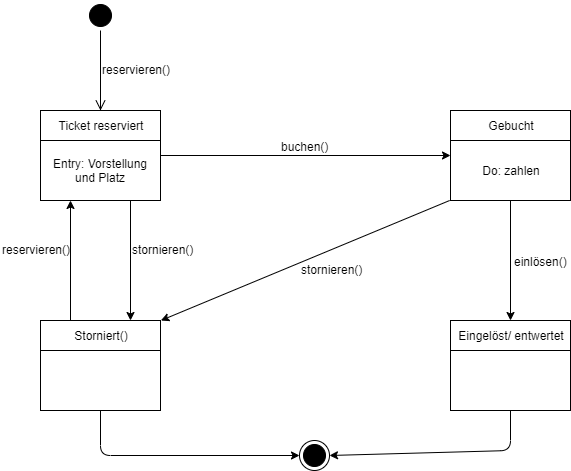 reservieren()
Ticket reserviert
Gebucht
buchen()
Entry: Vorstellung
und Platz
Do: zahlen
reservieren()
stornieren()
stornieren()
einlösen()
Storniert()
Eingelöst/ entwertet